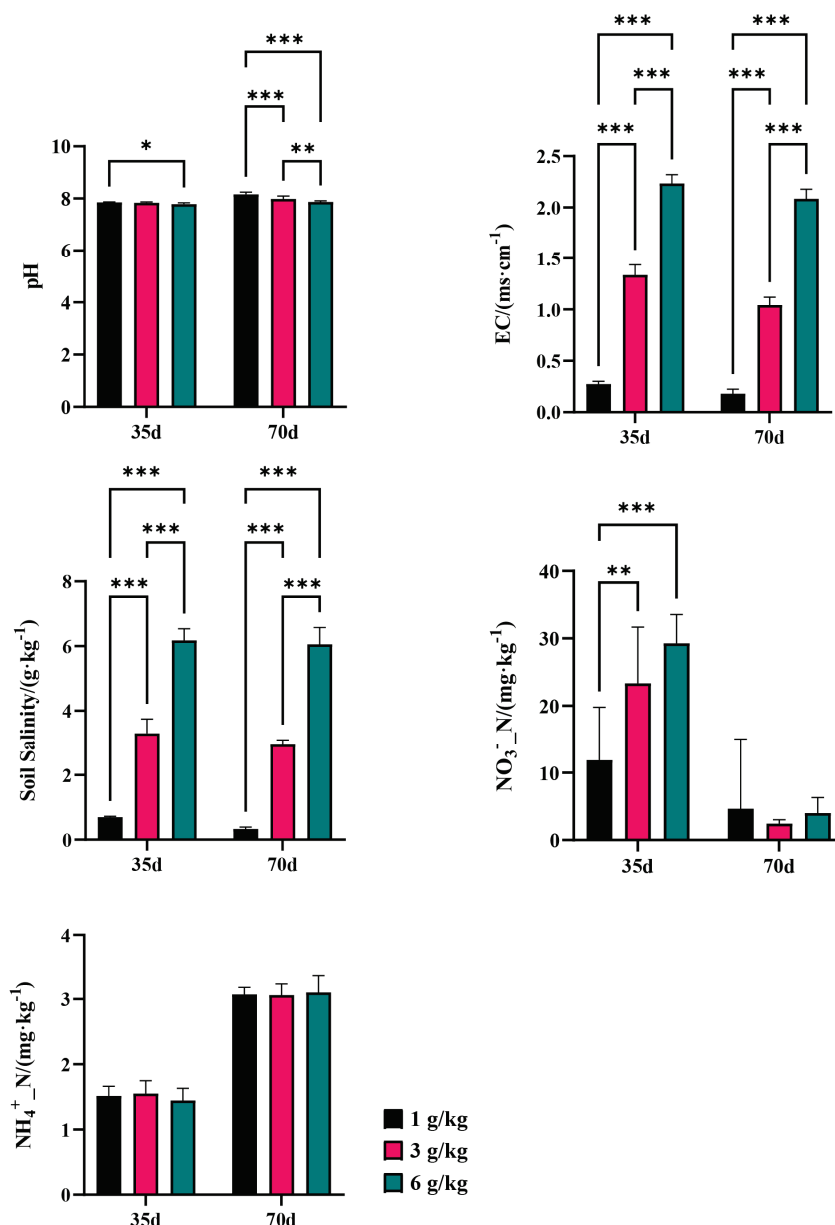 ***
***
*
**
10
8
6
4
2
0
pH
35d
70d
***
***
***
***
***
***
2.5
2.0
1.5
1.0
0.5
0.0
EC/(ms·cm⁻¹)
35d
70d
***
***
***
***
***
***
8
6
4
2
0
Soil Salinity/(g·kg⁻¹)
35d
70d
***
**
40
30
20
10
0
NO₃⁻_N/(mg·kg⁻¹)
35d
70d
4
3
2
1
0
NH₄⁺_N/(mg·kg⁻¹)
35d
70d
1 g/kg
3 g/kg
6 g/kg